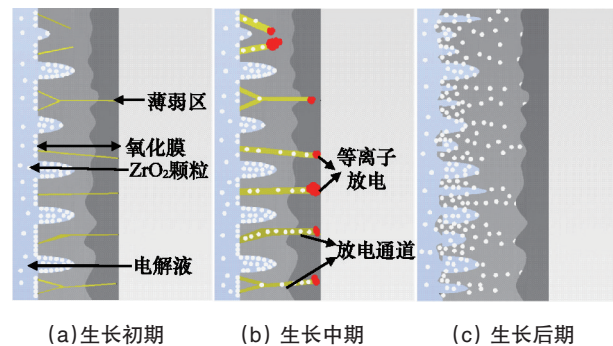 薄弱区
氧化膜
ZrO₂颗粒
电解液
等离子
放电
放电通道
(a)生长初期
(b) 生长中期
(c) 生长后期